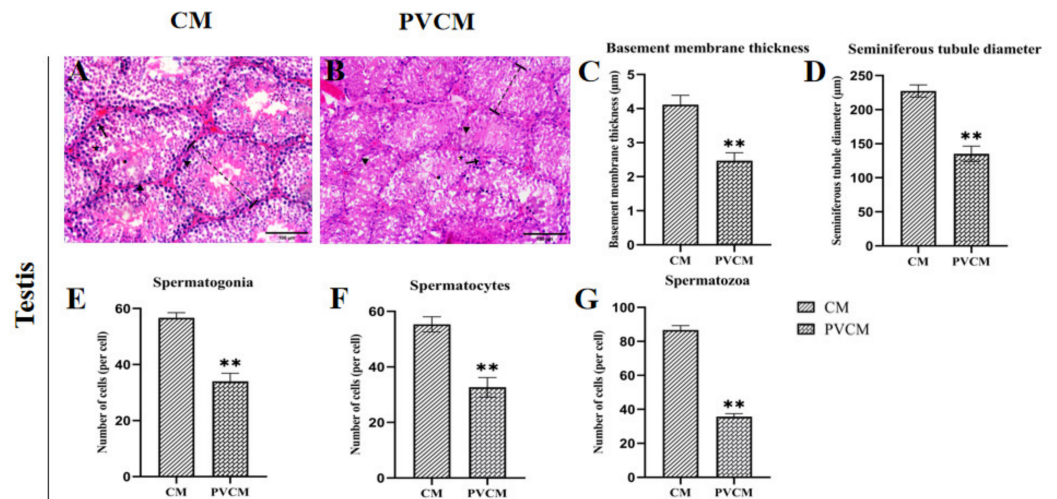 CM
PVCM
Testis
A
B
C
Basement membrane thickness
Basement membrane thickness (μm)
5
4
3
2
1
0
**
CM
PVCM
D
Seminiferous tubule diameter
Seminiferous tubule diameter (μm)
250
200
150
100
50
0
**
CM
PVCM
E
Spermatogonia
Number of cells (per cell)
60
40
20
0
**
CM
PVCM
F
Spermatocytes
Number of cells (per cell)
60
40
20
0
**
CM
PVCM
G
Spermatozoa
Number of cells (per cell)
100
80
60
40
20
0
**
CM
PVCM
CM
PVCM